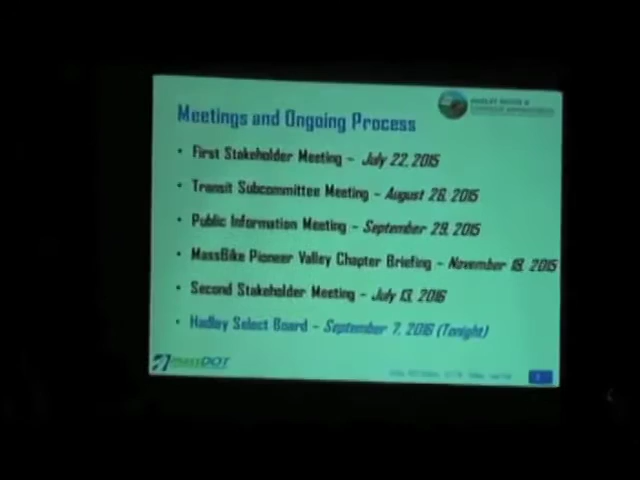 Meetings and Ongoing Process
• First Stakeholder Meeting – July 22, 2015
• Transit Subcommittee Meeting – August 26, 2015
• Public Information Meeting – September 29, 2015
• MassBike Pioneer Valley Chapter Briefing – November 18, 2015
• Second Stakeholder Meeting – July 13, 2016
• Hadley Select Board – September 7, 2016 (Tonight)
massDOT